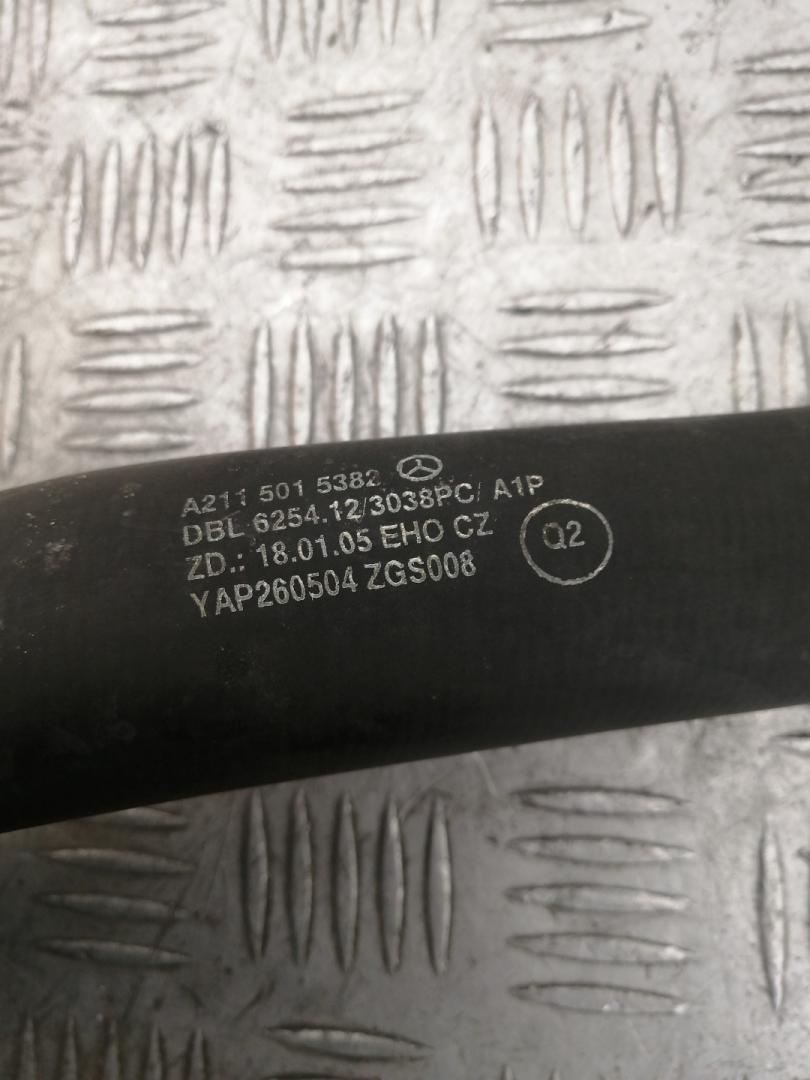 A211 501 5382
DBL 6254.12/3038PC/ A1P
ZD.: 18.01.05 EHO CZ
YAP260504 ZGS008
Q2